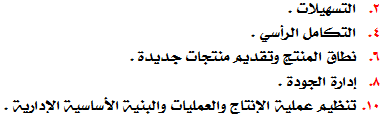 ٢. التسهيلات .
٤. التكامل الرأسي .
٦. نطاق المنتج وتقديم منتجات جديدة .
٨. إدارة الجودة .
١٠. تنظيم عملية الإنتاج والعمليات والبنية الأساسية الإدارية .